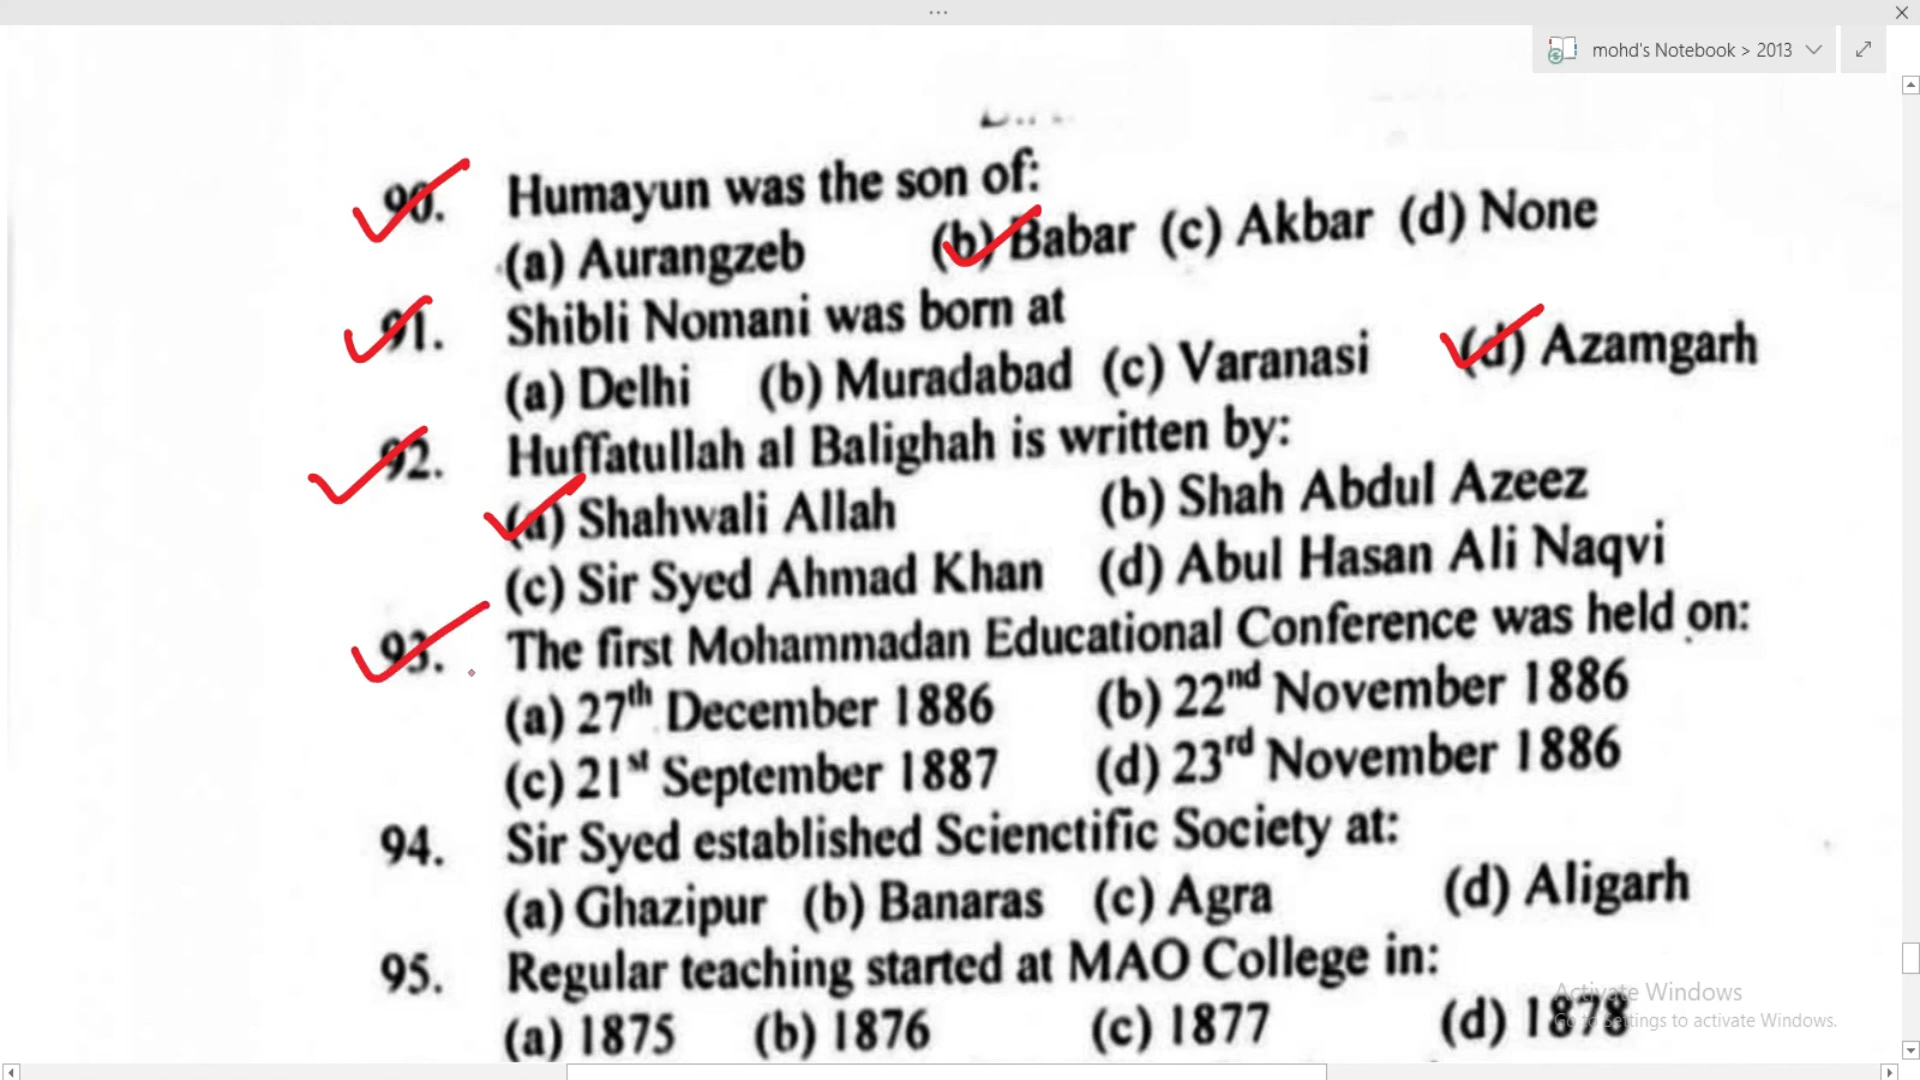 mohd's Notebook > 2013
90. Humayun was the son of:
(a) Aurangzeb (b) Babar (c) Akbar (d) None
91. Shibli Nomani was born at
(a) Delhi (b) Muradabad (c) Varanasi (d) Azamgarh
92. Huffatullah al Balighah is written by:
(a) Shahwali Allah (b) Shah Abdul Azeez
(c) Sir Syed Ahmad Khan (d) Abul Hasan Ali Naqvi
93. The first Mohammadan Educational Conference was held on:
(a) 27th December 1886 (b) 22nd November 1886
(c) 21st September 1887 (d) 23rd November 1886
94. Sir Syed established Scienctific Society at:
(a) Ghazipur (b) Banaras (c) Agra (d) Aligarh
95. Regular teaching started at MAO College in:
(a) 1875 (b) 1876 (c) 1877 (d) 1878
Activate Windows
Go to Settings to activate Windows.